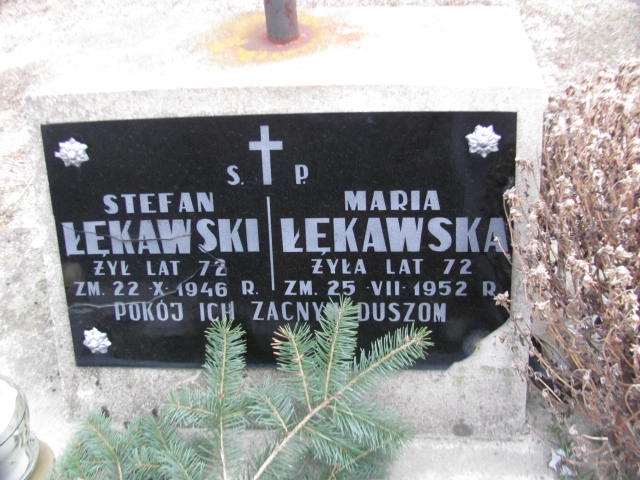 S. P.
STEFAN
ŁĘKAWSKI
ŻYŁ LAT 72
ZM. 22-X-1946 R.
MARIA
ŁĘKAWSKA
ŻYŁA LAT 72
ZM. 25-VII-1952 R.
POKÓJ ICH ZACNYM DUSZOM